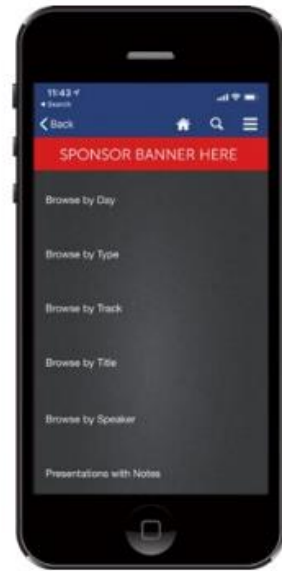 11:43
Search
Back
SPONSOR BANNER HERE
Browse by Day
Browse by Type
Browse by Track
Browse by Title
Browse by Speaker
Presentations with Notes